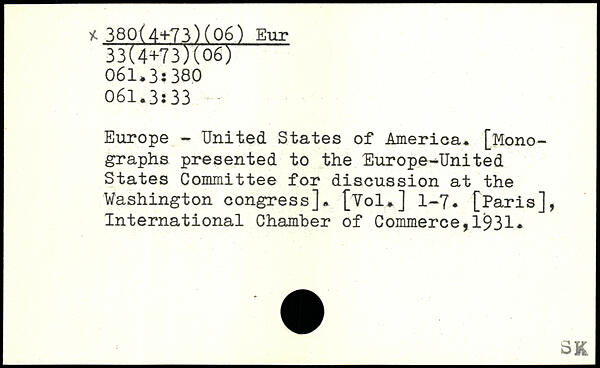 x 380(4+73)(06) Eur
33(4+73)(06)
061.3:380
061.3:33
Europe - United States of America. [Mono-
graphs presented to the Europe-United
States Committee for discussion at the
Washington congress]. [Vol.] 1-7. [Paris],
International Chamber of Commerce,1931.
SK